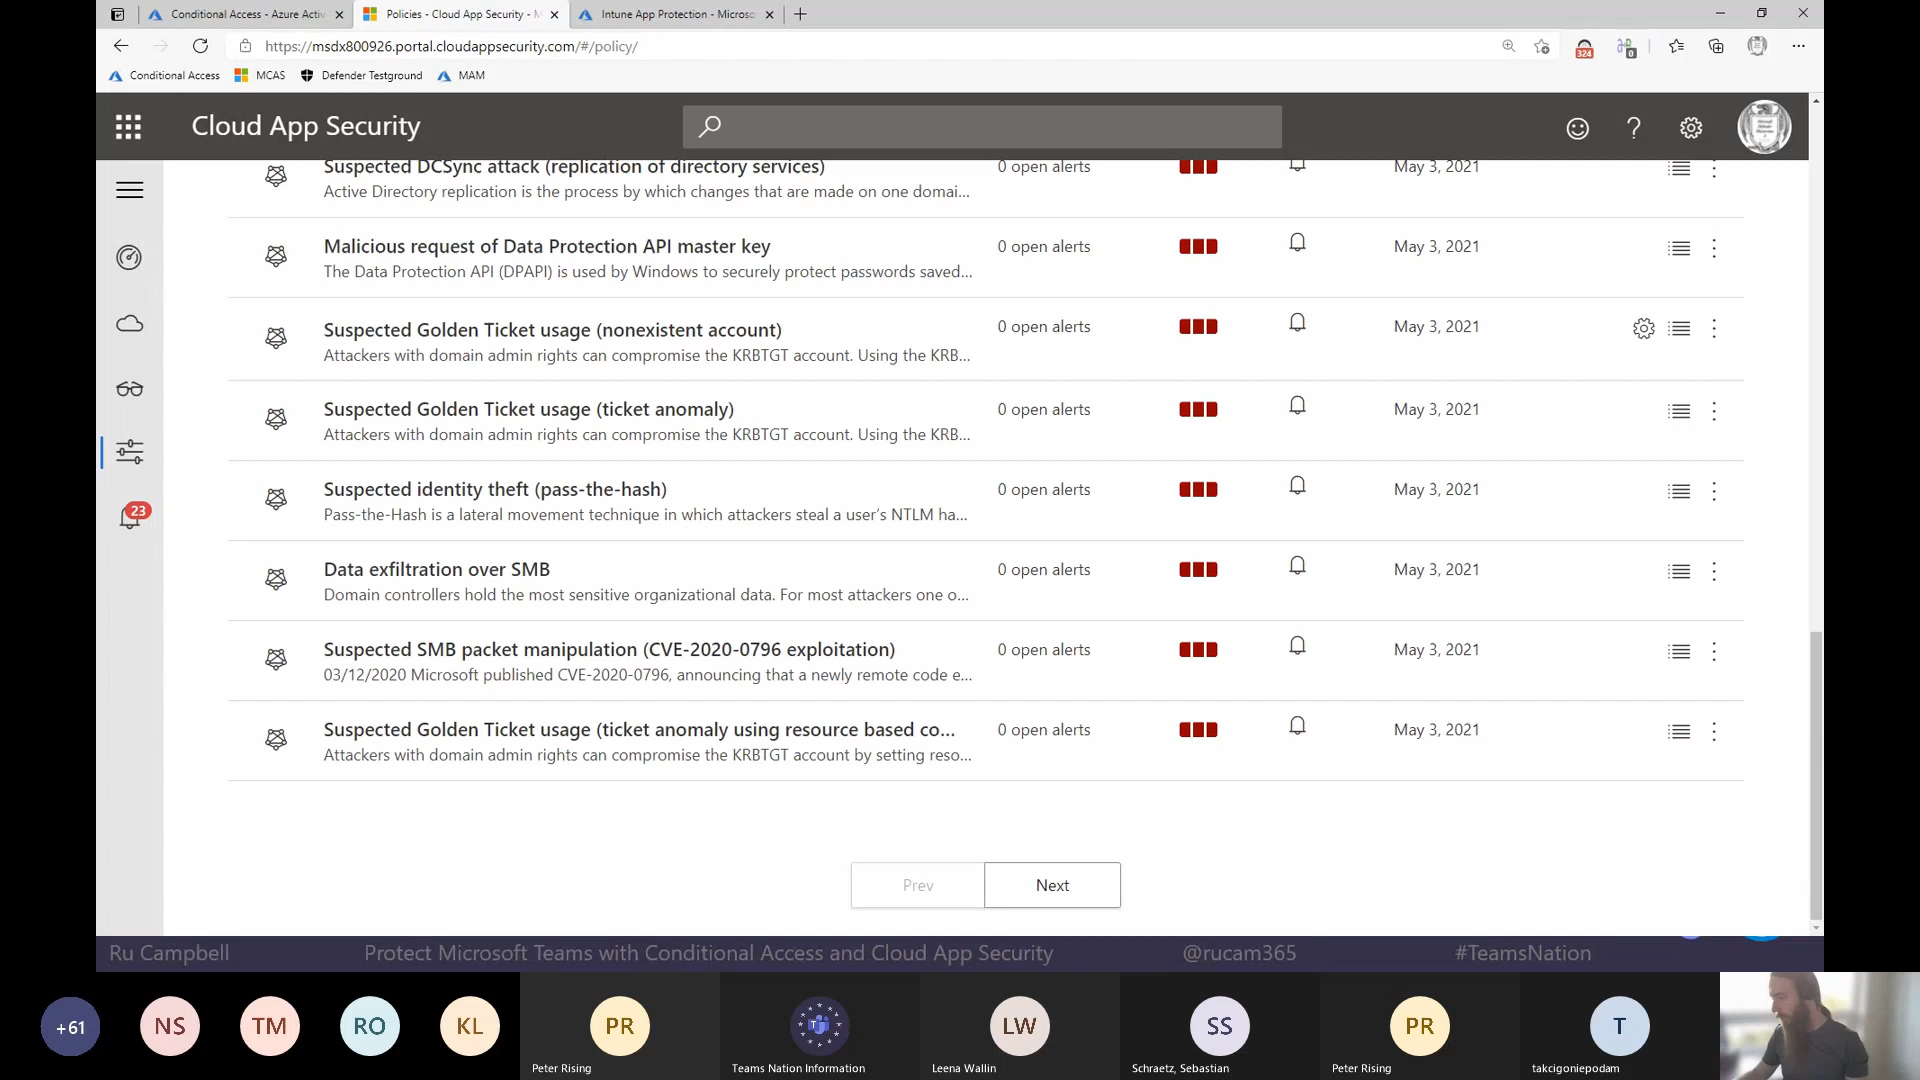 Conditional Access - Azure Activ
Policies - Cloud App Security - M
Intune App Protection - Microso
https://msdx800926.portal.cloudappsecurity.com/#/policy/
324
0
Conditional Access
MCAS
Defender Testground
MAM
Cloud App Security
Suspected DCSync attack (replication of directory services)
0 open alerts
May 3, 2021
Active Directory replication is the process by which changes that are made on one domai...
Malicious request of Data Protection API master key
0 open alerts
May 3, 2021
The Data Protection API (DPAPI) is used by Windows to securely protect passwords saved...
Suspected Golden Ticket usage (nonexistent account)
0 open alerts
May 3, 2021
Attackers with domain admin rights can compromise the KRBTGT account. Using the KRB...
Suspected Golden Ticket usage (ticket anomaly)
0 open alerts
May 3, 2021
Attackers with domain admin rights can compromise the KRBTGT account. Using the KRB...
Suspected identity theft (pass-the-hash)
0 open alerts
May 3, 2021
Pass-the-Hash is a lateral movement technique in which attackers steal a user's NTLM ha...
23
Data exfiltration over SMB
0 open alerts
May 3, 2021
Domain controllers hold the most sensitive organizational data. For most attackers one o...
Suspected SMB packet manipulation (CVE-2020-0796 exploitation)
0 open alerts
May 3, 2021
03/12/2020 Microsoft published CVE-2020-0796, announcing that a newly remote code e...
Suspected Golden Ticket usage (ticket anomaly using resource based co...
0 open alerts
May 3, 2021
Attackers with domain admin rights can compromise the KRBTGT account by setting reso...
Prev
Next
Ru Campbell
Protect Microsoft Teams with Conditional Access and Cloud App Security
@rucam365
#TeamsNation
+61
NS
TM
RO
KL
PR
LW
SS
PR
T
Peter Rising
Teams Nation Information
Leena Wallin
Schraetz, Sebastian
Peter Rising
takcigoniepodam